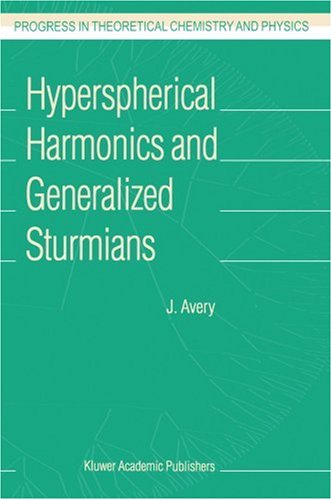 PROGRESS IN THEORETICAL CHEMISTRY AND PHYSICS
Hyperspherical
Harmonics and
Generalized
Sturmians
J. Avery
Kluwer Academic Publishers